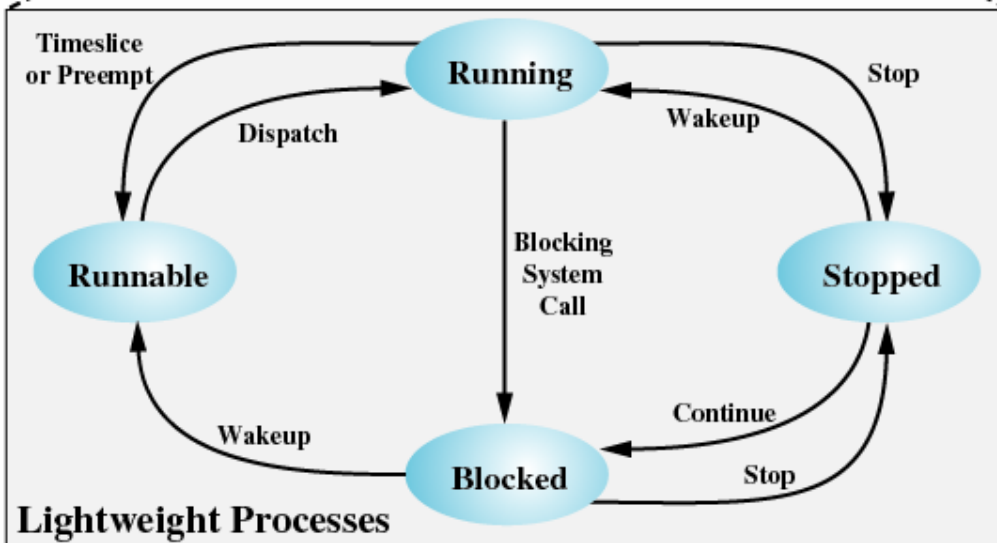 Timeslice
or Preempt
Running
Stop
Dispatch
Wakeup
Runnable
Blocking
System
Call
Stopped
Wakeup
Continue
Blocked
Stop
Lightweight Processes